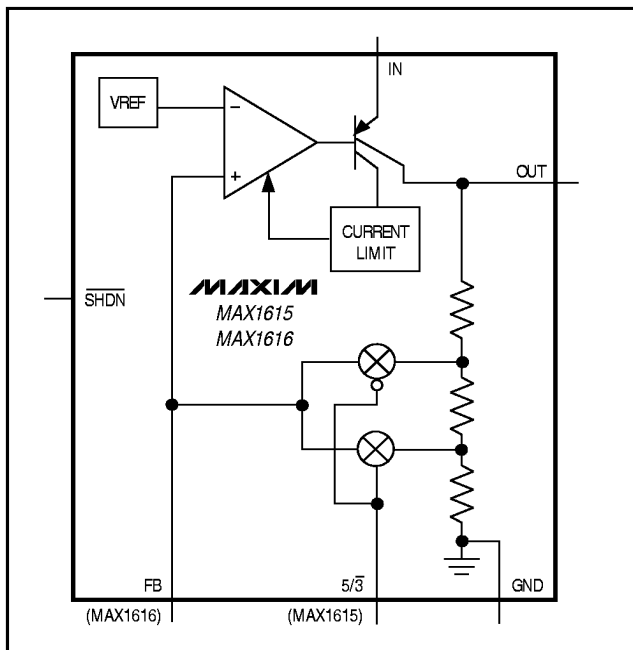 IN
VREF
−
+
OUT
CURRENT
LIMIT
SHDN
MAXIM
MAX1615
MAX1616
FB
5/3
GND
(MAX1616)
(MAX1615)